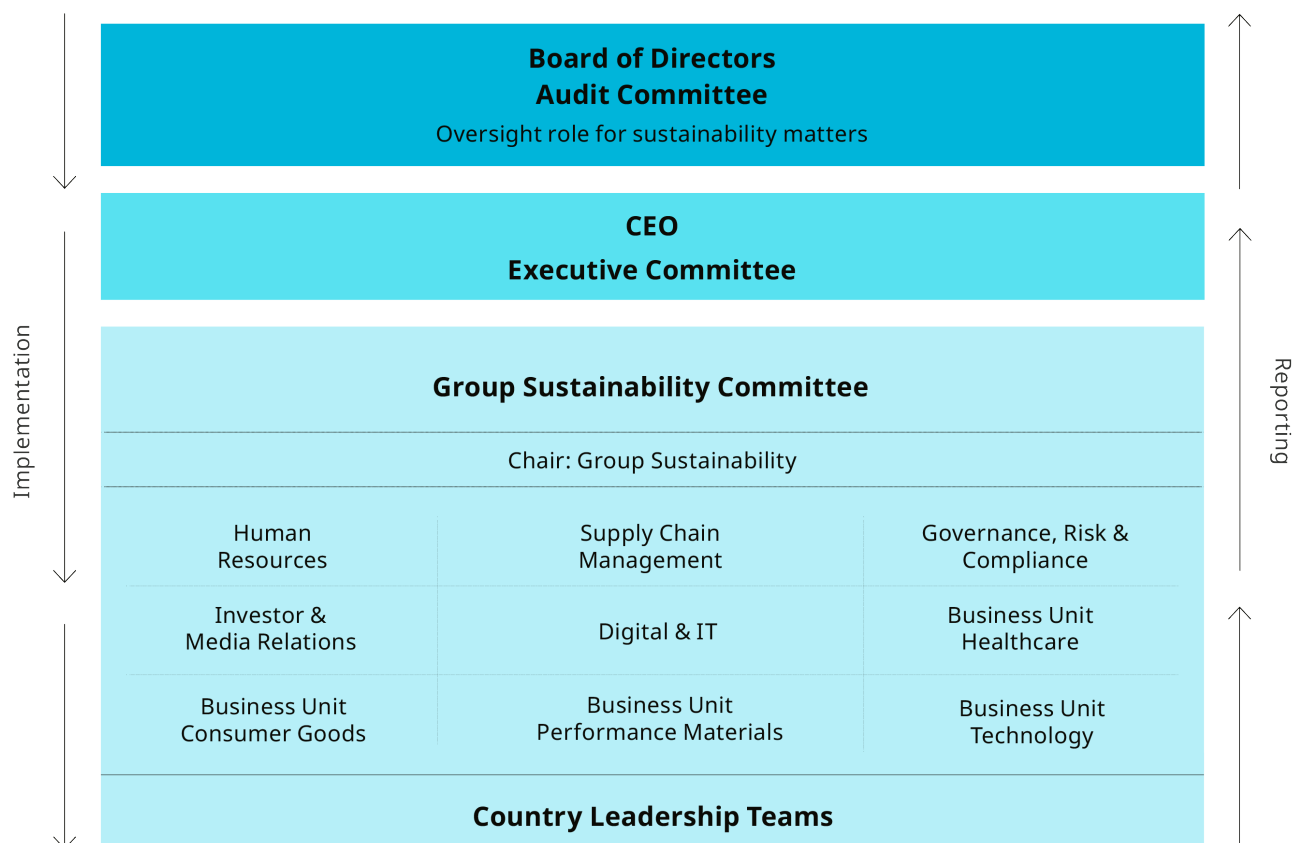 Board of Directors
Audit Committee
Oversight role for sustainability matters
CEO
Executive Committee
Implementation
Reporting
Group Sustainability Committee
Chair: Group Sustainability
Human
Resources
Supply Chain
Management
Governance, Risk &
Compliance
Investor &
Media Relations
Digital & IT
Business Unit
Healthcare
Business Unit
Consumer Goods
Business Unit
Performance Materials
Business Unit
Technology
Country Leadership Teams